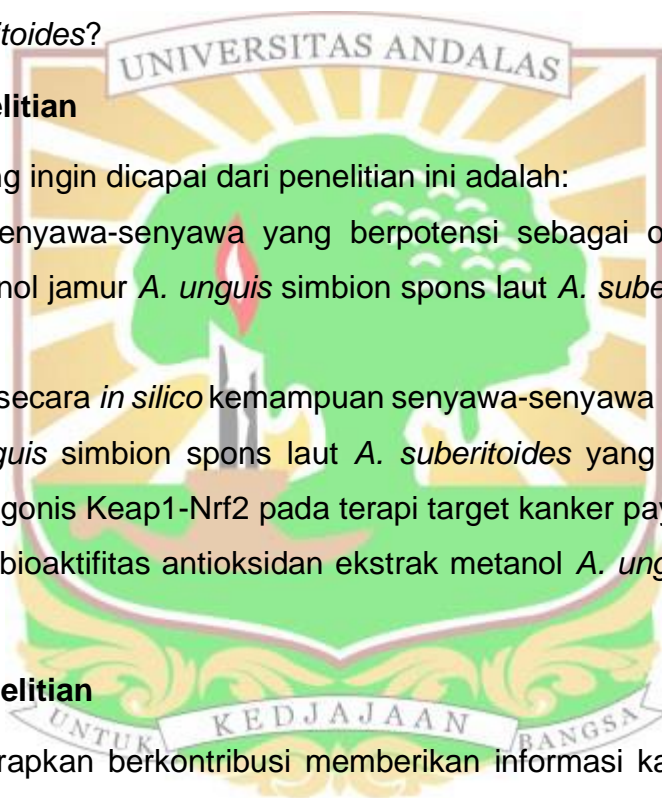 itoides?
UNIVERSITAS ANDALAS
elitian
ng ingin dicapai dari penelitian ini adalah:
senyawa-senyawa yang berpotensi sebagai o
nol jamur A. unguis simbion spons laut A. sube
secara in silico kemampuan senyawa-senyawa
guis simbion spons laut A. suberitoides yang
gonis Keap1-Nrf2 pada terapi target kanker pay
bioaktifitas antioksidan ekstrak metanol A. ung
elitian
UNTUK KEDJAJAAN BANGSA
rapkan berkontribusi memberikan informasi ka